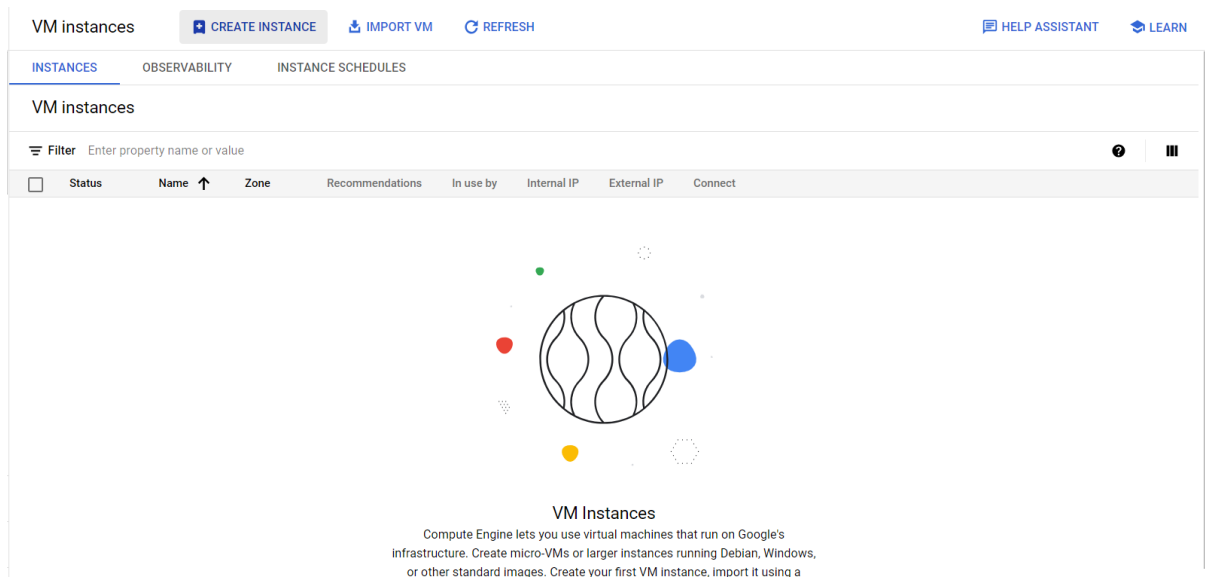 VM instances CREATE INSTANCE IMPORT VM REFRESH HELP ASSISTANT LEARN
INSTANCES OBSERVABILITY INSTANCE SCHEDULES
VM instances
Filter Enter property name or value
Status Name Zone Recommendations In use by Internal IP External IP Connect
VM Instances
Compute Engine lets you use virtual machines that run on Google's
infrastructure. Create micro-VMs or larger instances running Debian, Windows,
or other standard images. Create your first VM instance, import it using a